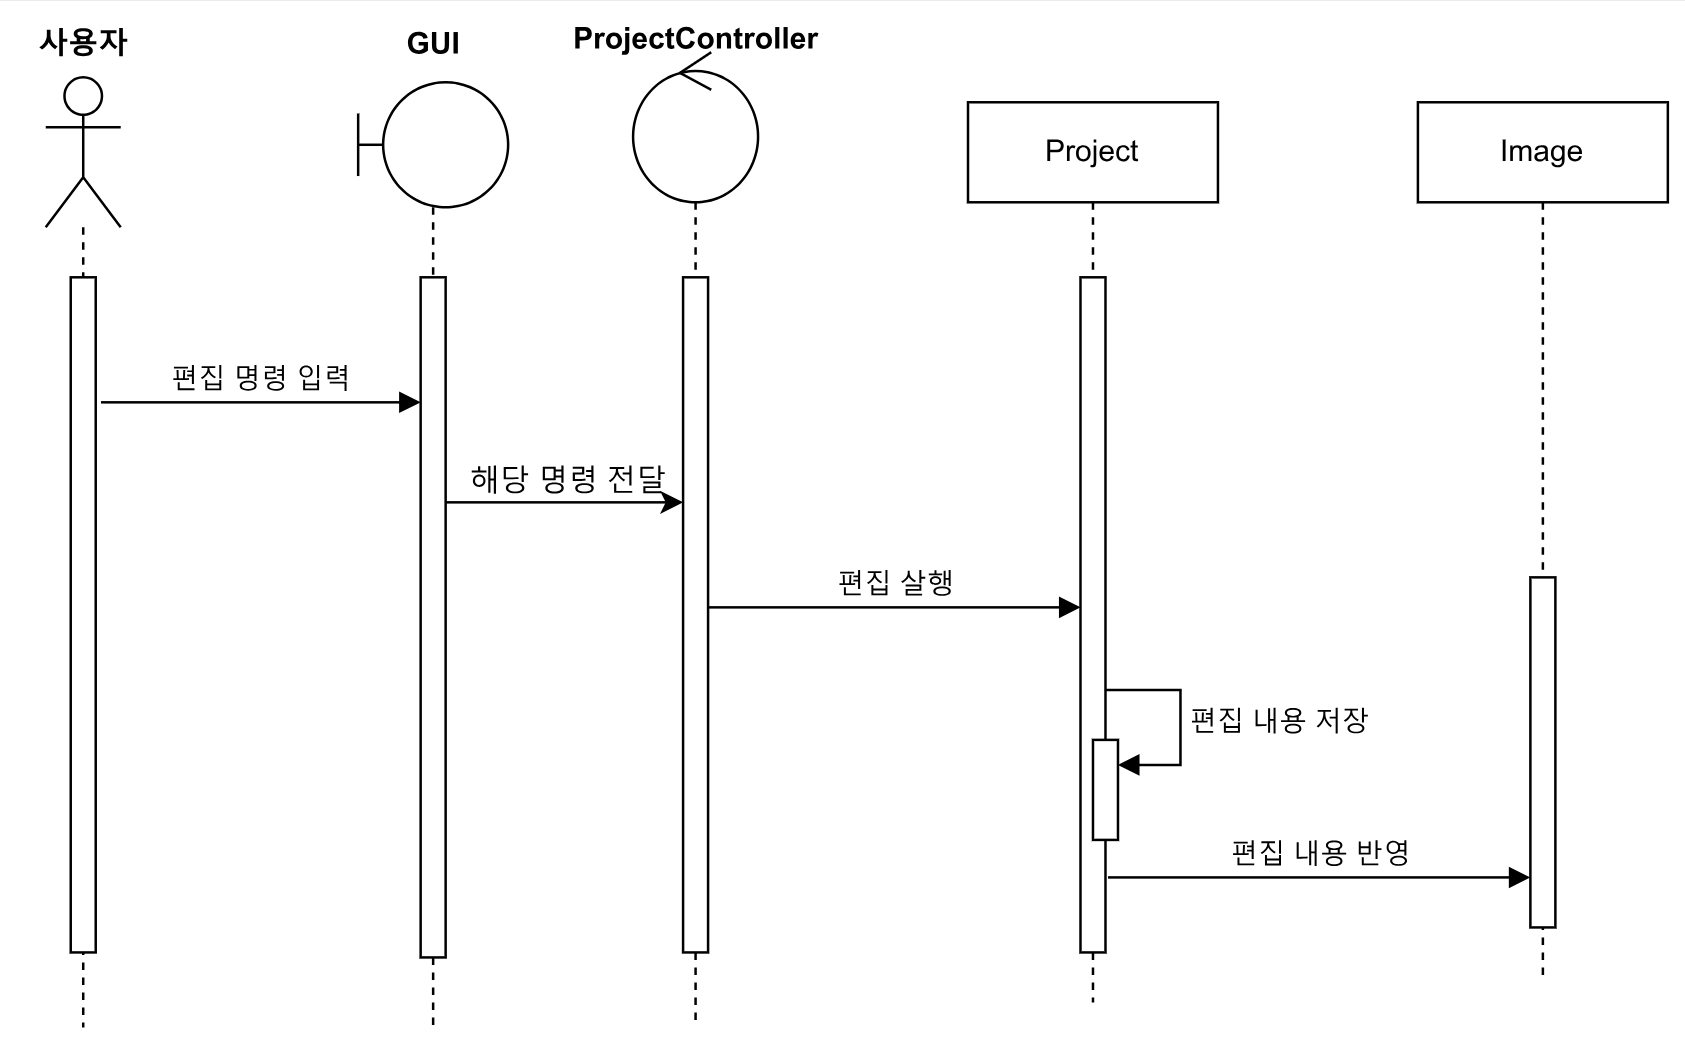 사용자
GUI
ProjectController
Project
Image
편집 명령 입력
해당 명령 전달
편집 실행
편집 내용 저장
편집 내용 반영